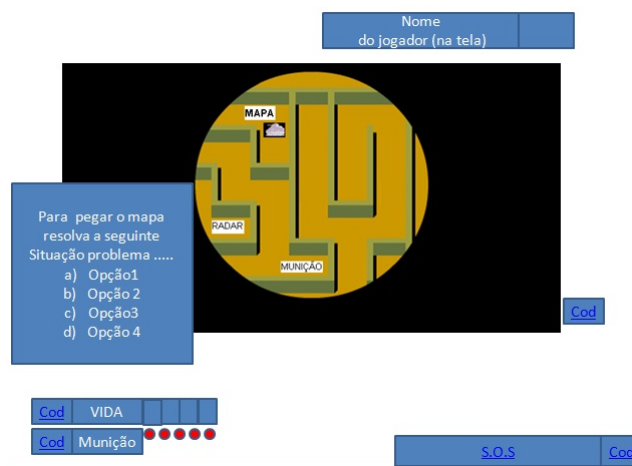 Nome
do jogador (na tela)
MAPA
RADAR
MUNIÇÃO
Para pegar o mapa
resolva a seguinte
Situação problema .....
a) Opção1
b) Opção 2
c) Opção3
d) Opção 4
Cod
Cod VIDA
Cod Munição
S.O.S Cod